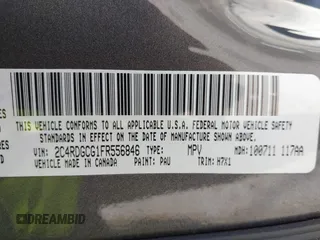 THIS VEHICLE CONFORMS TO ALL APPLICABLE U.S.A. FEDERAL MOTOR VEHICLE SAFETY
STANDARDS IN EFFECT ON THE DATE OF MANUFACTURE SHOWN ABOVE.
VIN: 2C4RDGCG1FR556846 TYPE: MPV MDH: 100711 117AA
VEHICLE MADE IN CANADA PAINT: PAU TRIM: H7X1
DREAMBID